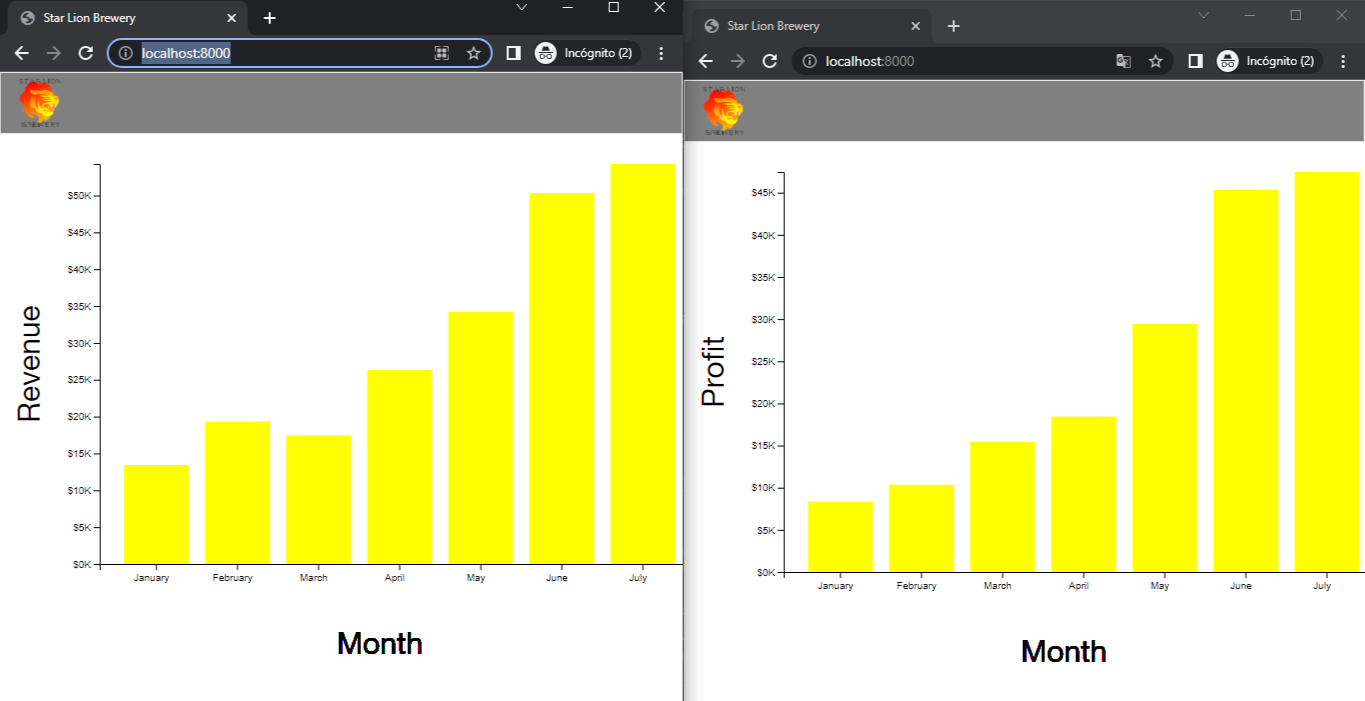 Star Lion Brewery
localhost:8000
Incógnito (2)
STAR LION
BREWERY
$50K
$45K
$40K
$35K
$30K
$25K
$20K
$15K
$10K
$5K
$0K
Revenue
January February March April May June July
Month
Star Lion Brewery
localhost:8000
Incógnito (2)
STAR LION
BREWERY
$45K
$40K
$35K
$30K
$25K
$20K
$15K
$10K
$5K
$0K
Profit
January February March April May June July
Month